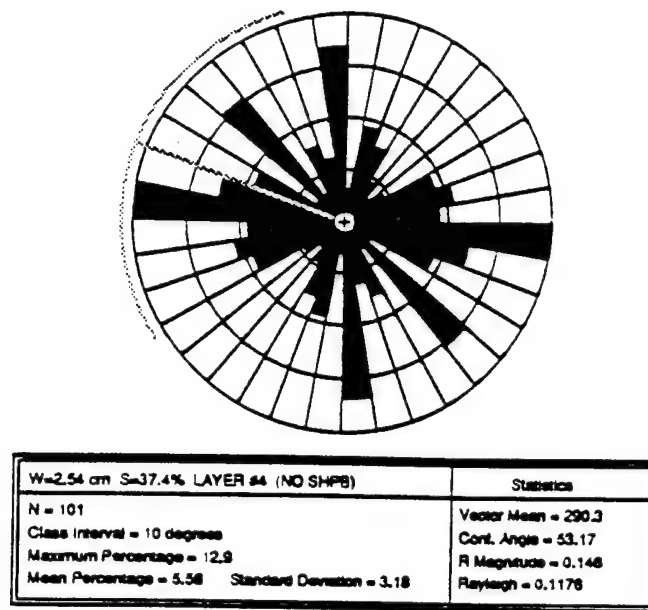 W=2.54 cm S=37.4% LAYER #4 (NO SHPB)
Statistics
N = 101
Class Interval = 10 degrees
Maximum Percentage = 12.9
Mean Percentage = 5.56 Standard Deviation = 3.18
Vector Mean = 290.3
Conf. Angle = 53.17
R Magnitude = 0.146
Rayleigh = 0.1176